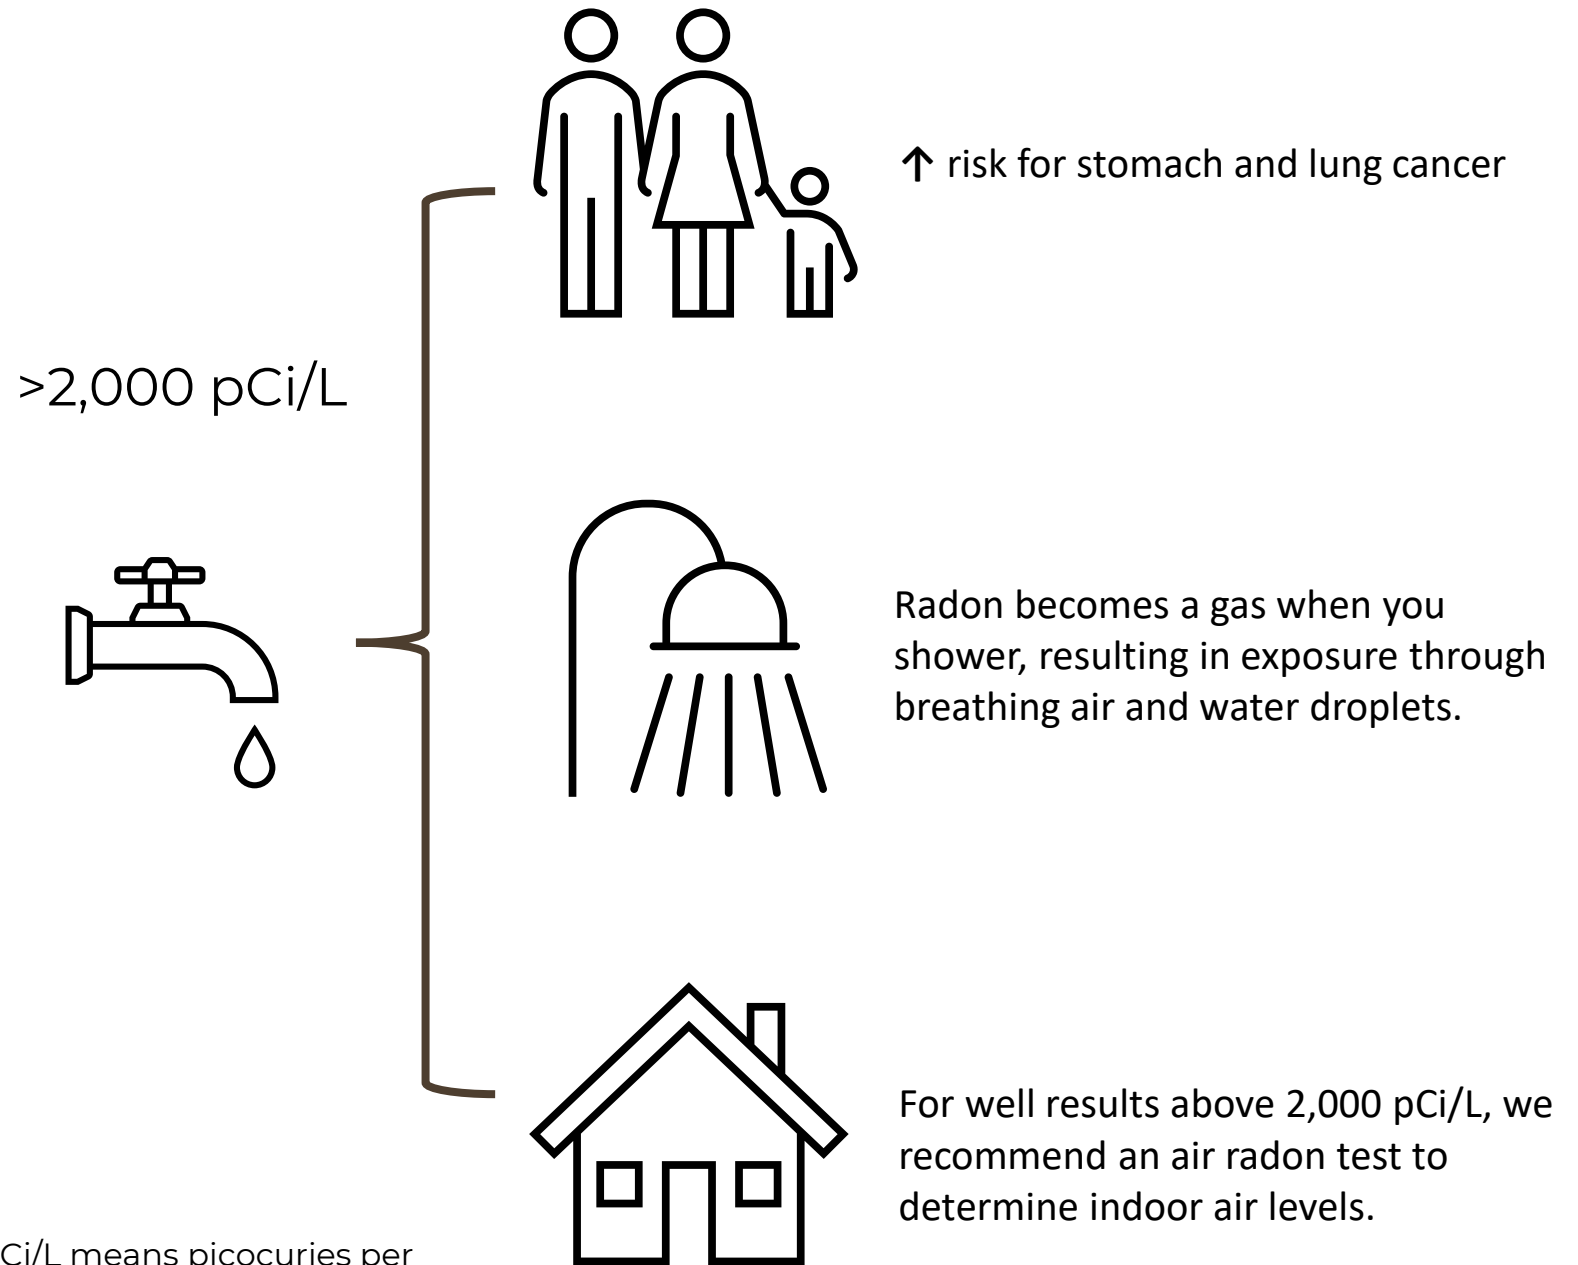 ↑ risk for stomach and lung cancer
>2,000 pCi/L
Radon becomes a gas when you
shower, resulting in exposure through
breathing air and water droplets.
For well results above 2,000 pCi/L, we
recommend an air radon test to
determine indoor air levels.
Ci/L means picocuries per